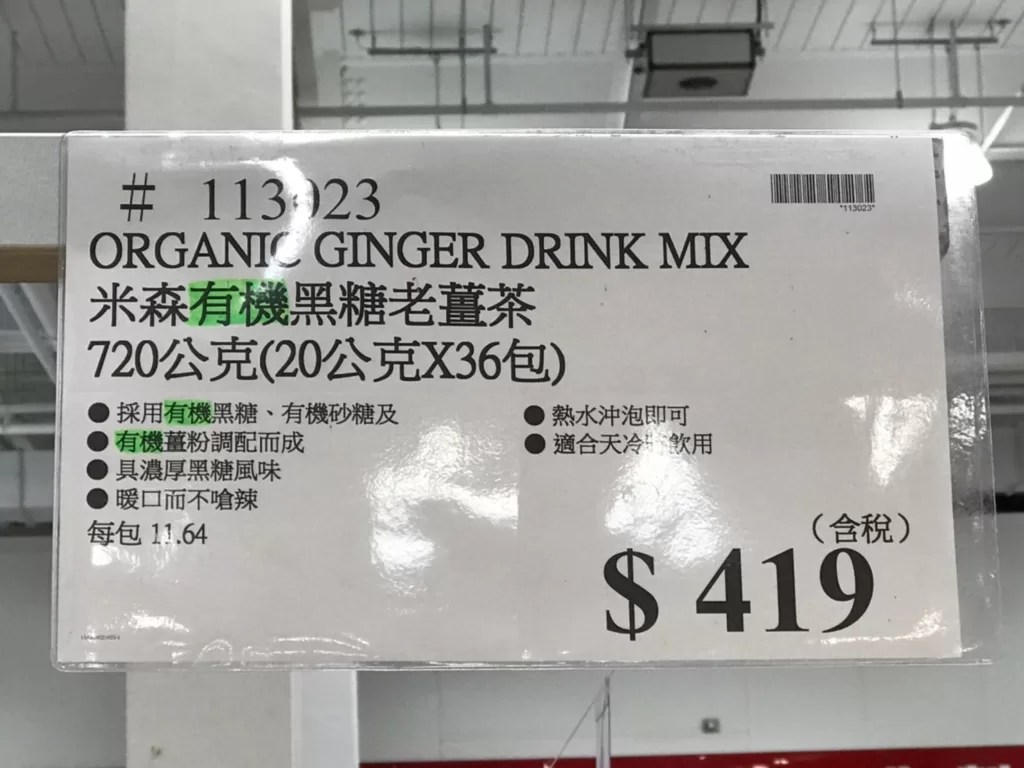 # 113023
"113023"
ORGANIC GINGER DRINK MIX
米森有機黑糖老薑茶
720公克(20公克X36包)
● 採用有機黑糖、有機砂糖及
● 有機薑粉調配而成
● 具濃厚黑糖風味
● 暖口而不嗆辣
每包 11.64
● 熱水沖泡即可
● 適合天冷時飲用
(含稅)
$ 419